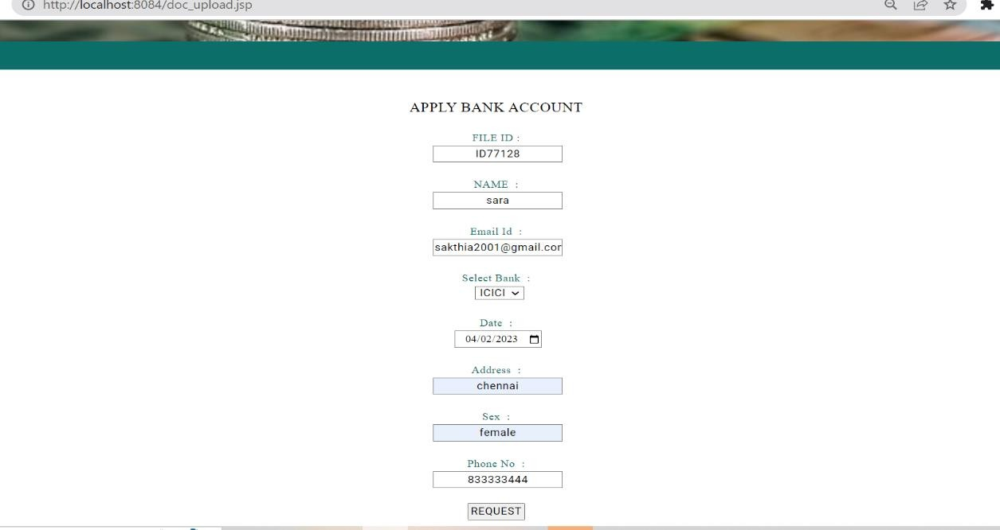 http://localhost:8084/doc_upload.jsp
APPLY BANK ACCOUNT
FILE ID :
ID77128
NAME :
sara
Email Id :
sakthia2001@gmail.cor
Select Bank :
ICICI
Date :
04/02/2023
Address :
chennai
Sex :
female
Phone No :
833333444
REQUEST